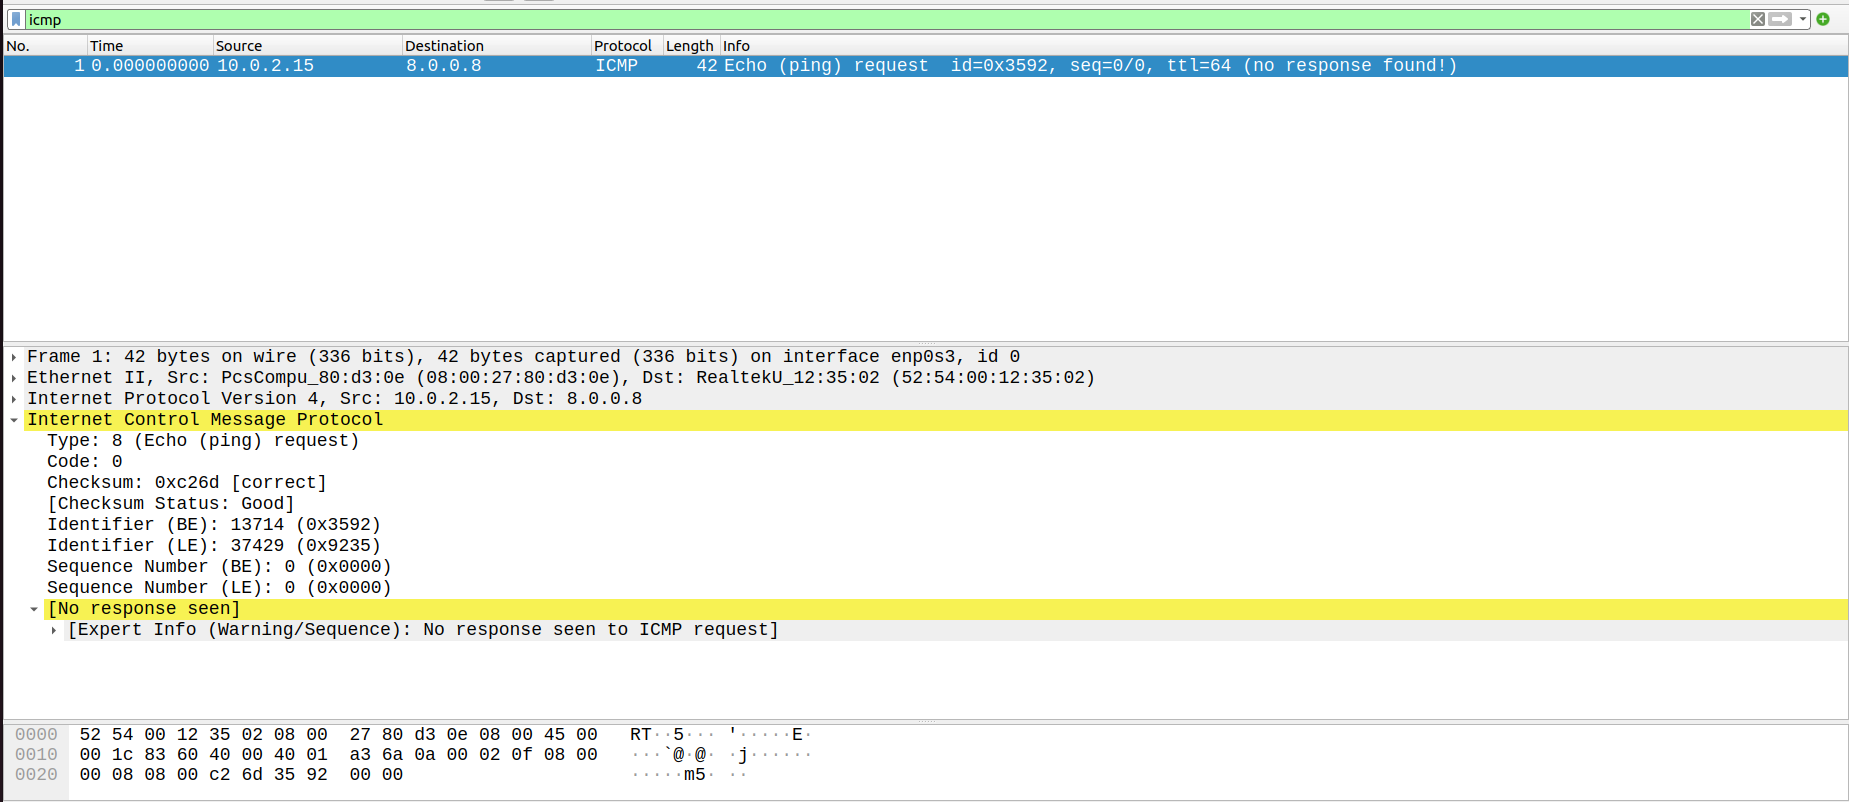 icmp
No. Time Source Destination Protocol Length Info
1 0.000000000 10.0.2.15 8.0.0.8 ICMP 42 Echo (ping) request  id=0x3592, seq=0/0, ttl=64 (no response found!)
Frame 1: 42 bytes on wire (336 bits), 42 bytes captured (336 bits) on interface enp0s3, id 0
Ethernet II, Src: PcsCompu_80:d3:0e (08:00:27:80:d3:0e), Dst: RealtekU_12:35:02 (52:54:00:12:35:02)
Internet Protocol Version 4, Src: 10.0.2.15, Dst: 8.0.0.8
Internet Control Message Protocol
Type: 8 (Echo (ping) request)
Code: 0
Checksum: 0xc26d [correct]
[Checksum Status: Good]
Identifier (BE): 13714 (0x3592)
Identifier (LE): 37429 (0x9235)
Sequence Number (BE): 0 (0x0000)
Sequence Number (LE): 0 (0x0000)
[No response seen]
[Expert Info (Warning/Sequence): No response seen to ICMP request]
0000 52 54 00 12 35 02 08 00  27 80 d3 0e 08 00 45 00 RT··5··· '·····E·
0010 00 1c 83 60 40 00 40 01  a3 6a 0a 00 02 0f 08 00 ···`@·@· ·j······
0020 00 08 08 00 c2 6d 35 92  00 00 ·····m5· ··